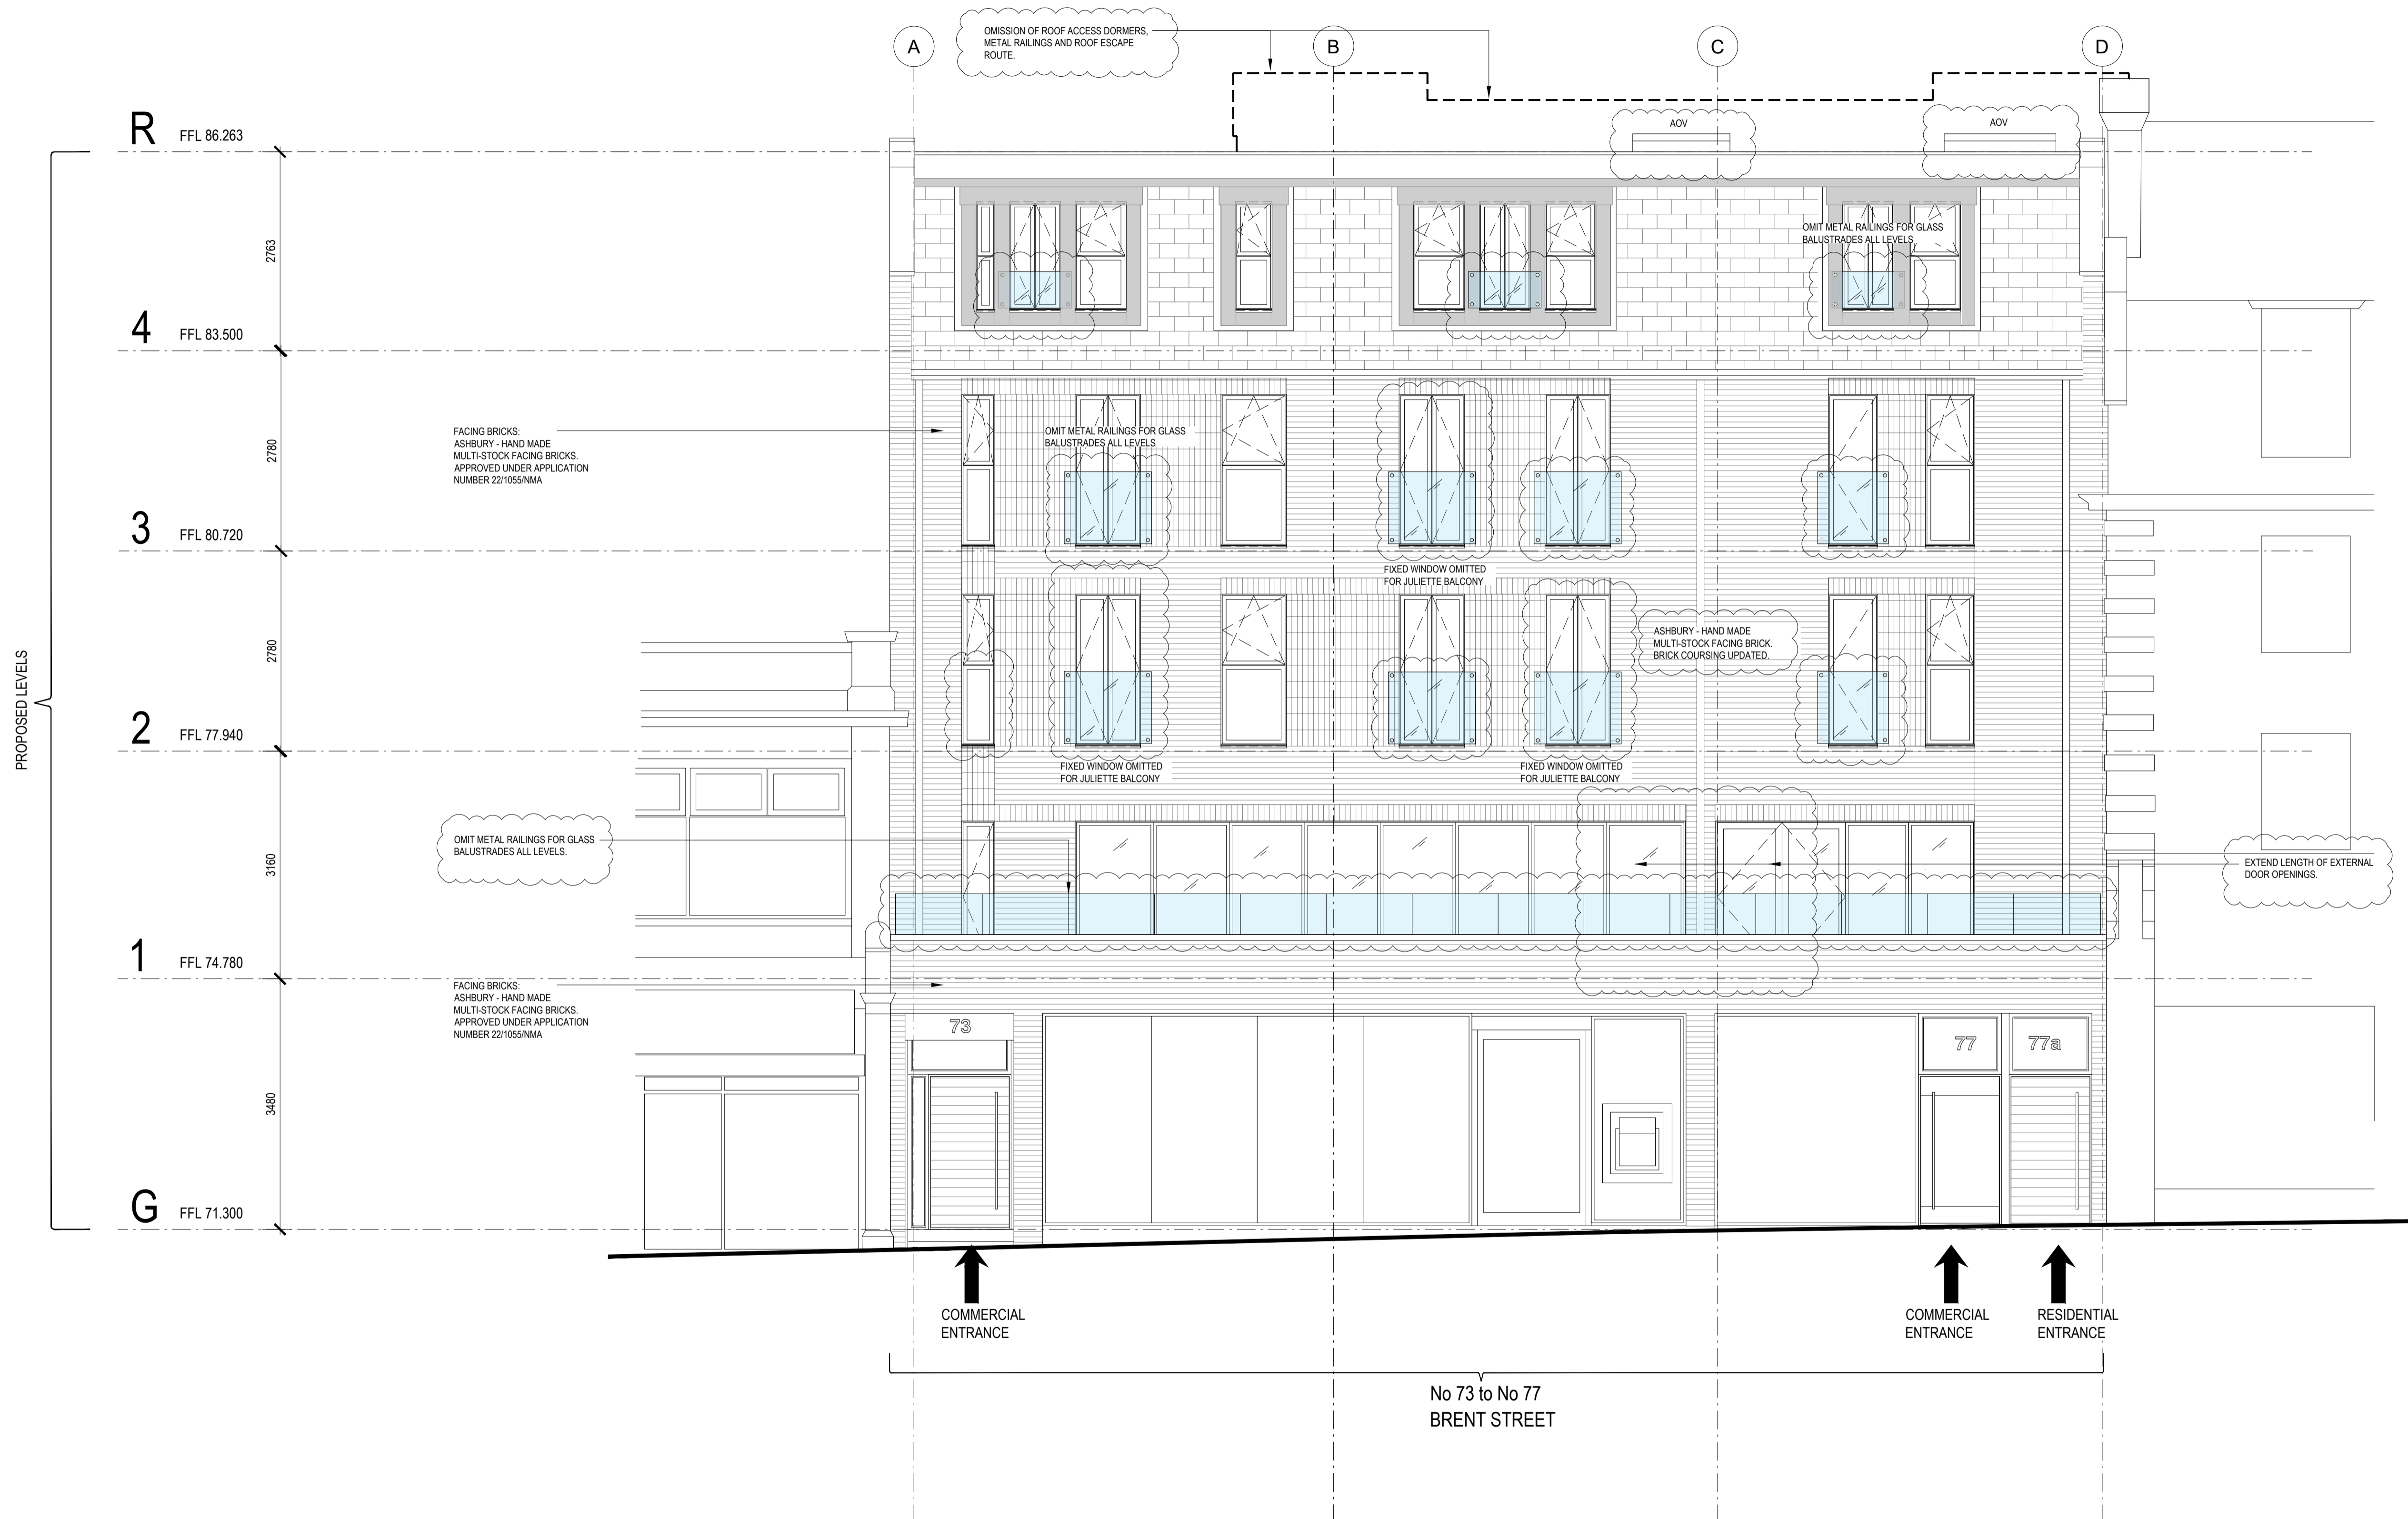 OMISSION OF ROOF ACCESS DORMERS,
METAL RAILINGS AND ROOF ESCAPE
ROUTE.
A
B
C
D
R FFL 86.263
AOV
AOV
2763
OMIT METAL RAILINGS FOR GLASS
BALUSTRADES ALL LEVELS
4 FFL 83.500
2780
FACING BRICKS:
ASHBURY - HAND MADE
MULTI-STOCK FACING BRICKS.
APPROVED UNDER APPLICATION
NUMBER 22/1055/NMA
OMIT METAL RAILINGS FOR GLASS
BALUSTRADES ALL LEVELS
3 FFL 80.720
FIXED WINDOW OMITTED
FOR JULIETTE BALCONY
2780
ASHBURY - HAND MADE
MULTI-STOCK FACING BRICK.
BRICK COURSING UPDATED.
PROPOSED LEVELS
2 FFL 77.940
FIXED WINDOW OMITTED
FOR JULIETTE BALCONY
FIXED WINDOW OMITTED
FOR JULIETTE BALCONY
3160
OMIT METAL RAILINGS FOR GLASS
BALUSTRADES ALL LEVELS.
EXTEND LENGTH OF EXTERNAL
DOOR OPENINGS.
1 FFL 74.780
FACING BRICKS:
ASHBURY - HAND MADE
MULTI-STOCK FACING BRICKS.
APPROVED UNDER APPLICATION
NUMBER 22/1055/NMA
73
77
77a
3480
G FFL 71.300
COMMERCIAL
ENTRANCE
COMMERCIAL
ENTRANCE
RESIDENTIAL
ENTRANCE
No 73 to No 77
BRENT STREET